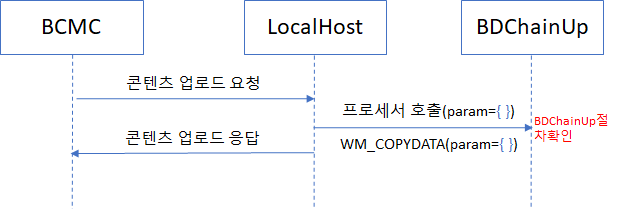 BCMC
LocalHost
BDChainUp
콘텐츠 업로드 요청
프로세서 호출(param={ })
BDChainUp절
차확인
콘텐츠 업로드 응답
WM_COPYDATA(param={ })